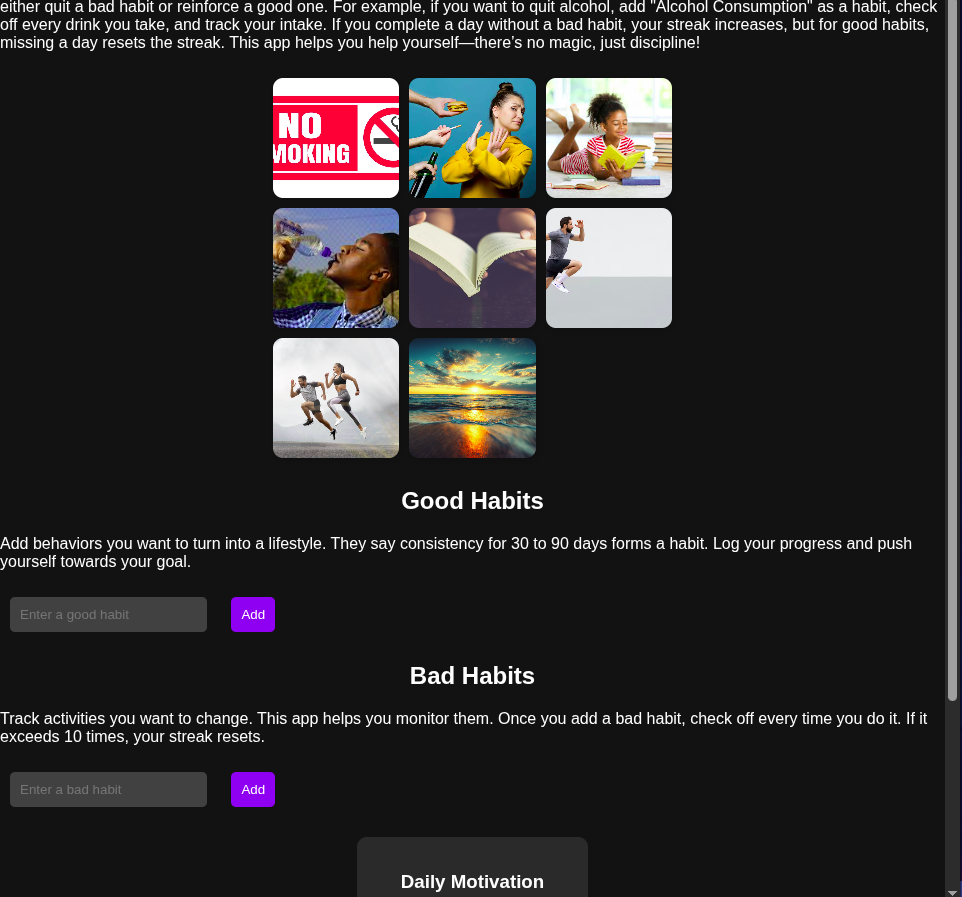 either quit a bad habit or reinforce a good one. For example, if you want to quit alcohol, add "Alcohol Consumption" as a habit, check
off every drink you take, and track your intake. If you complete a day without a bad habit, your streak increases, but for good habits,
missing a day resets the streak. This app helps you help yourself—there's no magic, just discipline!
NO
MOKING
Good Habits
Add behaviors you want to turn into a lifestyle. They say consistency for 30 to 90 days forms a habit. Log your progress and push
yourself towards your goal.
Enter a good habit
Add
Bad Habits
Track activities you want to change. This app helps you monitor them. Once you add a bad habit, check off every time you do it. If it
exceeds 10 times, your streak resets.
Enter a bad habit
Add
Daily Motivation